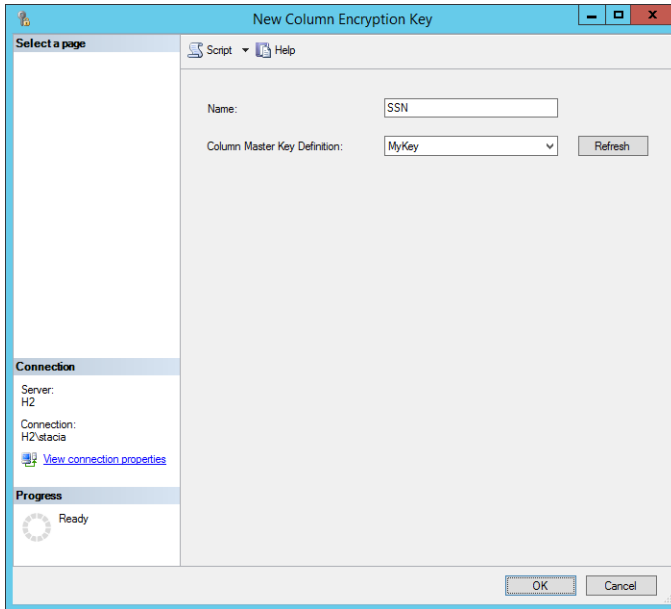 New Column Encryption Key
Select a page
Script Help
Name: SSN
Column Master Key Definition: MyKey Refresh
Connection
Server:
H2
Connection:
H2\stacia
View connection properties
Progress
Ready
OK Cancel